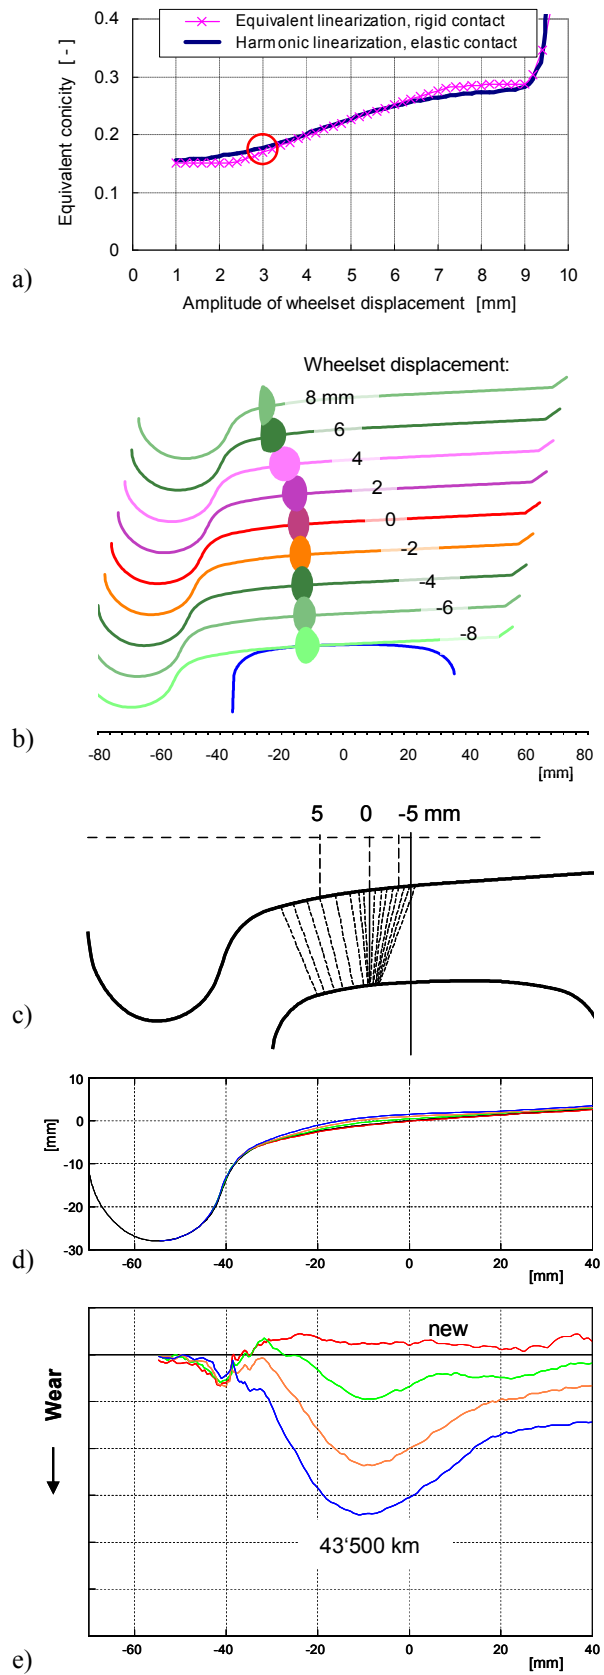 0.4
Equivalent linearization, rigid contact
Harmonic linearization, elastic contact
0.3
0.2
0.1
0
Equivalent conicity [ - ]
0 1 2 3 4 5 6 7 8 9 10
a)
Amplitude of wheelset displacement [mm]
Wheelset displacement:
8 mm
6
4
2
0
-2
-4
-6
-8
b)
-80 -60 -40 -20 0 20 40 60 80
[mm]
5 0 -5 mm
c)
10
0
-10
-20
-30
[mm]
-60 -40 -20 0 20 40
d)
[mm]
new
Wear
43'500 km
-60 -40 -20 0 20 40
e)
[mm]